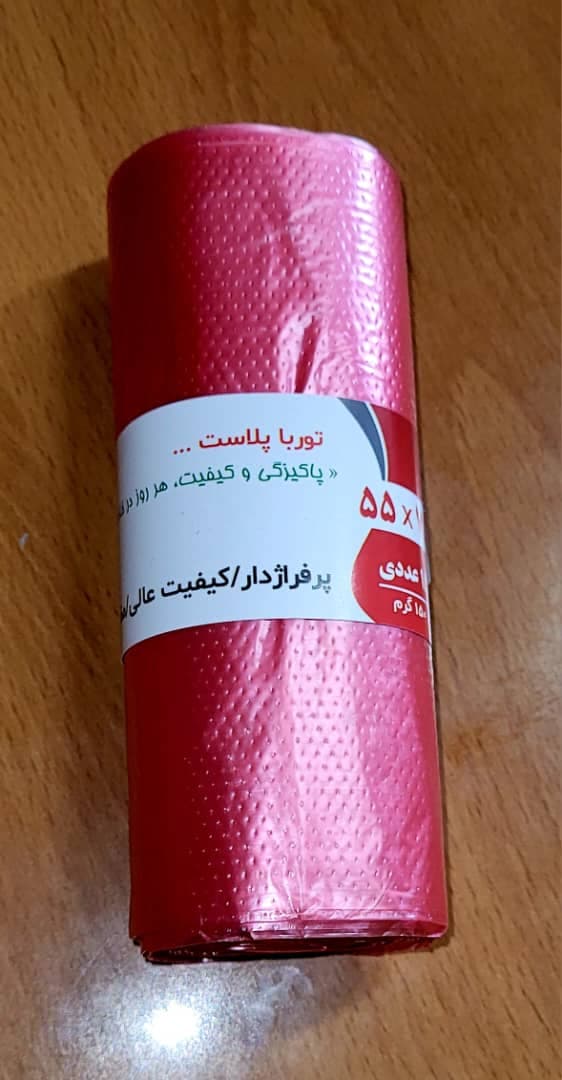 توربا پلاست ...
« پاکیزگی و کیفیت، هر روز در
پرفراژدار/کیفیت عالی/
۵۵ x
عددی
گرم